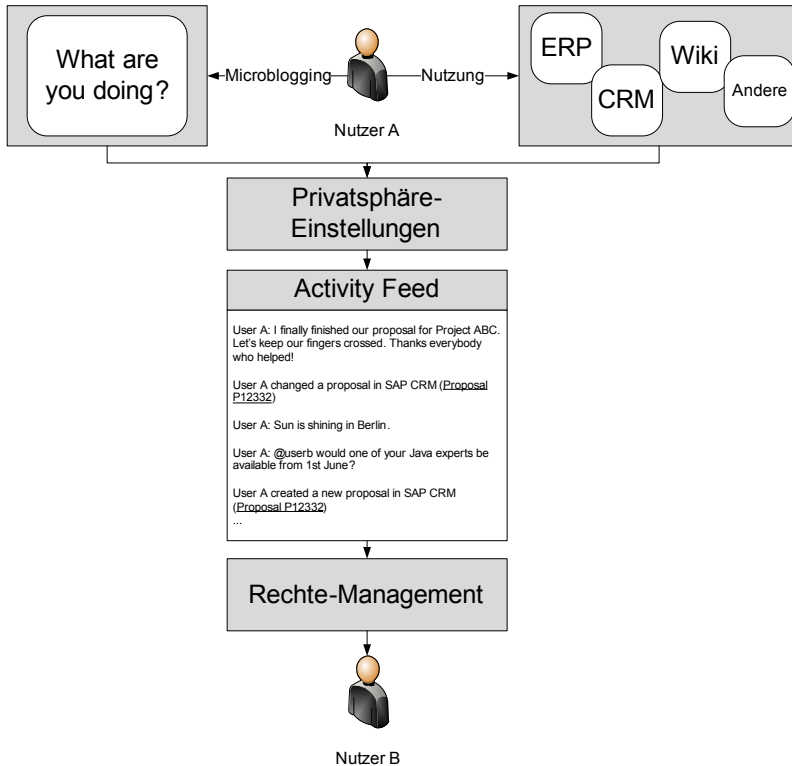 What are
you doing?
Microblogging
Nutzung
ERP
Wiki
CRM
Andere
Nutzer A
Privatsphäre-
Einstellungen
Activity Feed
User A: I finally finished our proposal for Project ABC.
Let's keep our fingers crossed. Thanks everybody
who helped!
User A changed a proposal in SAP CRM (Proposal
P12332)
User A: Sun is shining in Berlin.
User A: @userb would one of your Java experts be
available from 1st June?
User A created a new proposal in SAP CRM
(Proposal P12332)
...
Rechte-Management
Nutzer B